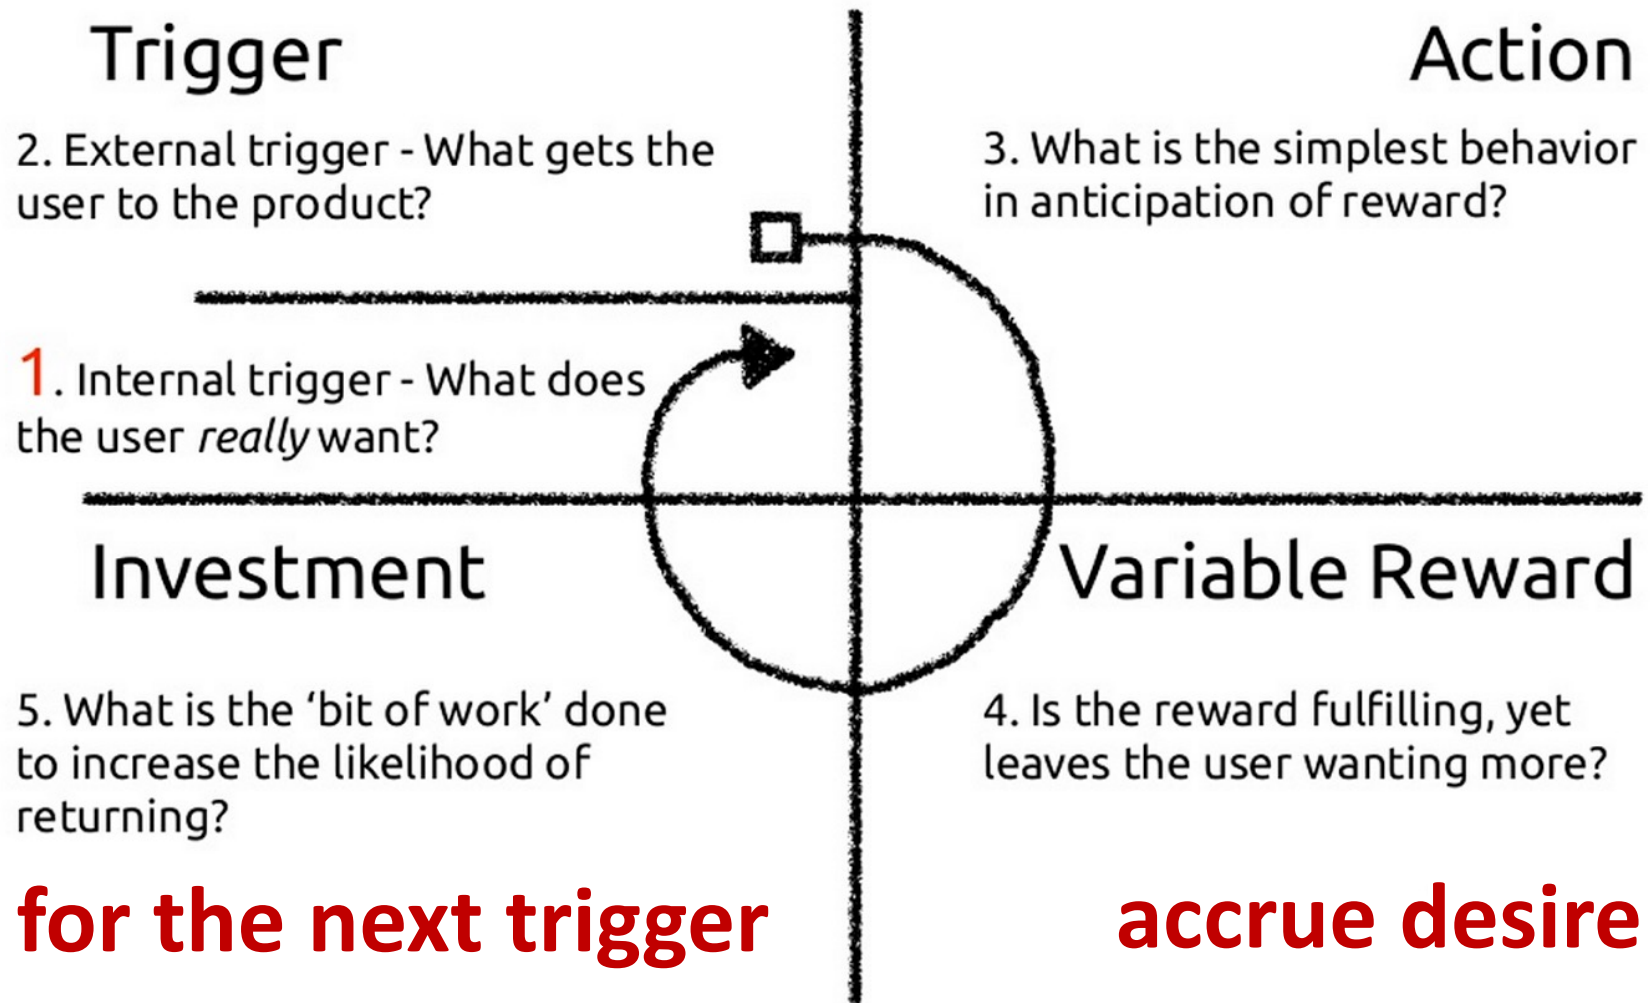 Trigger
2. External trigger - What gets the
user to the product?
1. Internal trigger - What does
the user really want?
Action
3. What is the simplest behavior
in anticipation of reward?
Investment
5. What is the ‘bit of work’ done
to increase the likelihood of
returning?
for the next trigger
Variable Reward
4. Is the reward fulfilling, yet
leaves the user wanting more?
accrue desire